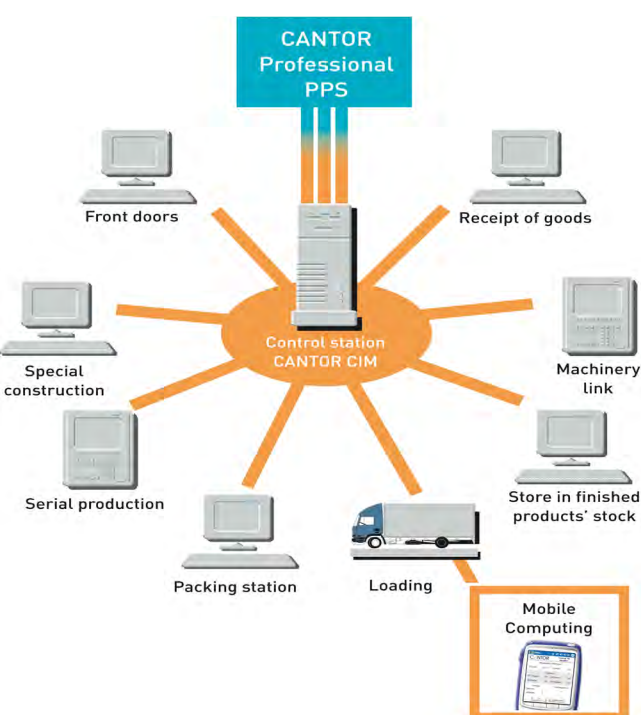 CANTOR
Professional
PPS
Front doors
Receipt of goods
Control station
CANTOR CIM
Special
construction
Machinery
link
Serial production
Store in finished
products' stock
Packing station
Loading
Mobile
Computing